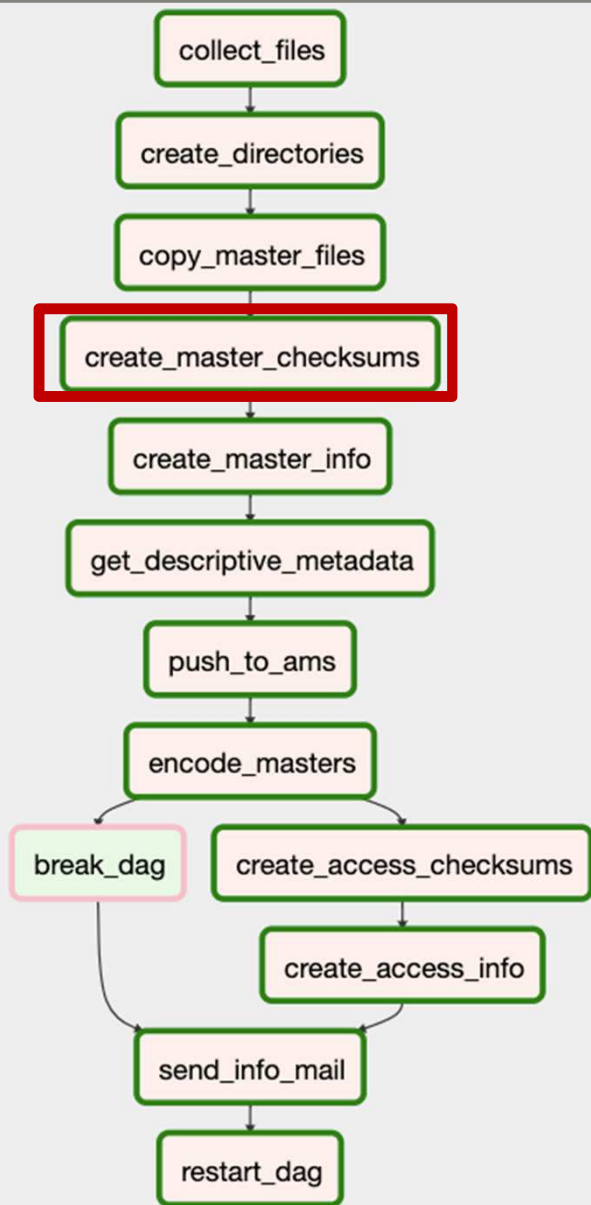 collect_files
create_directories
copy_master_files
create_master_checksums
create_master_info
get_descriptive_metadata
push_to_ams
encode_masters
break_dag
create_access_checksums
create_access_info
send_info_mail
restart_dag